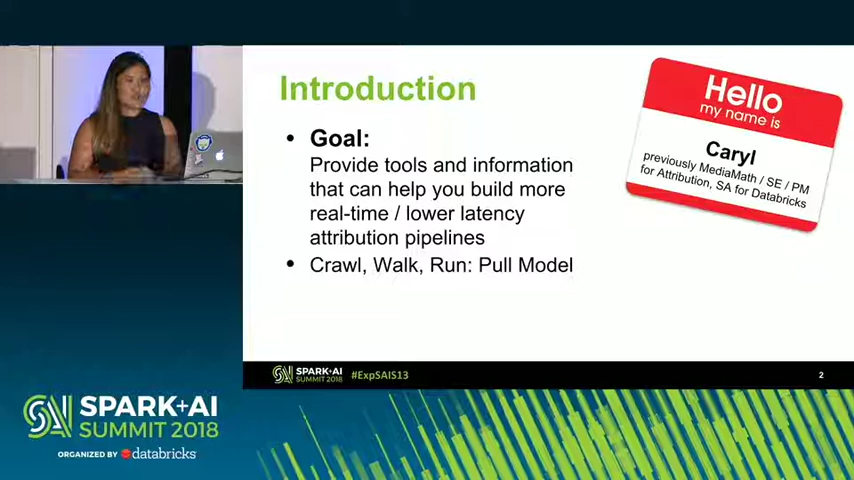 Introduction
• Goal:
Provide tools and information
that can help you build more
real-time / lower latency
attribution pipelines
• Crawl, Walk, Run: Pull Model
Hello
my name is
Caryl
previously MediaMath / SE / PM
for Attribution, SA for Databricks
SPARK+AI
SUMMIT 2018
#ExpSAIS13
2
SPARK+AI
SUMMIT 2018
ORGANIZED BY databricks